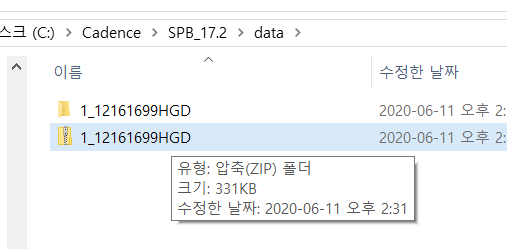 스크 (C:) > Cadence > SPB_17.2 > data >
이름 수정한 날짜
1_12161699HGD 2020-06-11 오후 2:
1_12161699HGD 2020-06-11 오후 2:
유형: 압축(ZIP) 폴더
크기: 331KB
수정한 날짜: 2020-06-11 오후 2:31